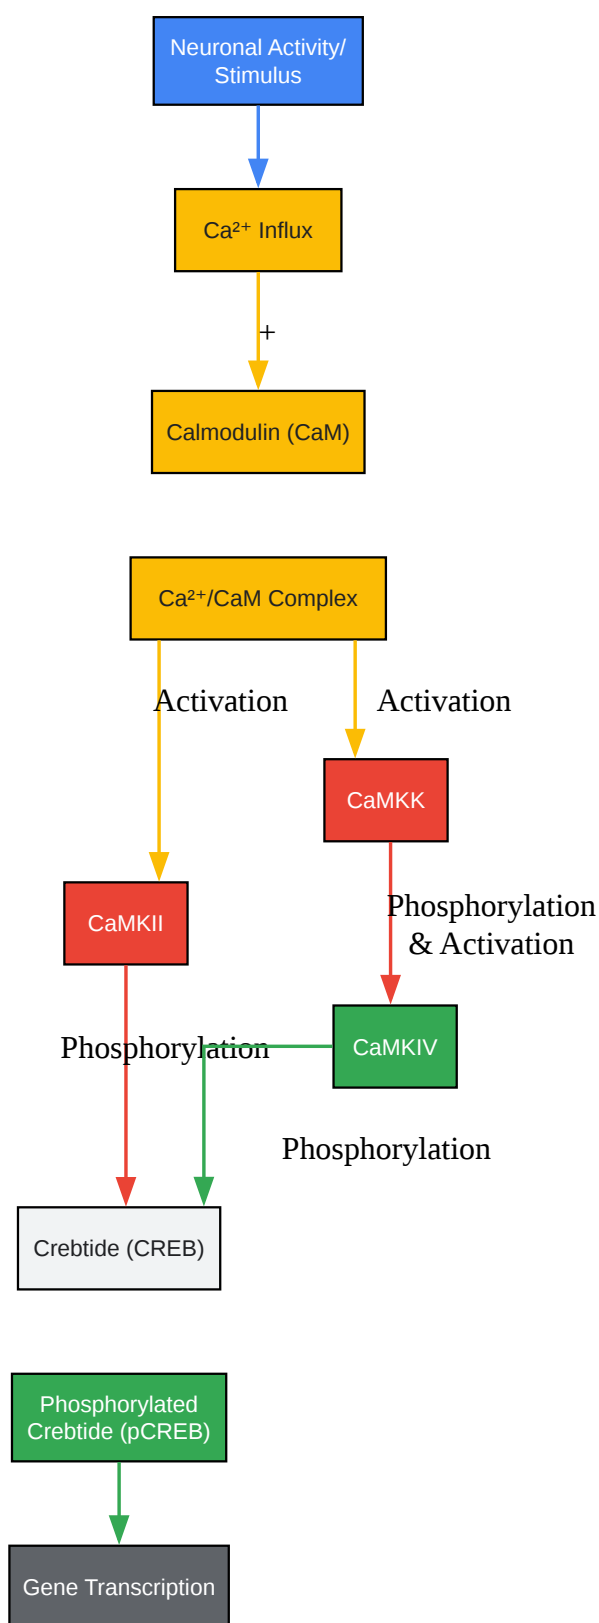 Neuronal Activity/
Stimulus
Ca²⁺ Influx
+
Calmodulin (CaM)
Ca²⁺/CaM Complex
Activation
Activation
CaMKK
Phosphorylation
& Activation
CaMKII
Phosphorylation
CaMKIV
Phosphorylation
Crebtide (CREB)
Phosphorylated
Crebtide (pCREB)
Gene Transcription